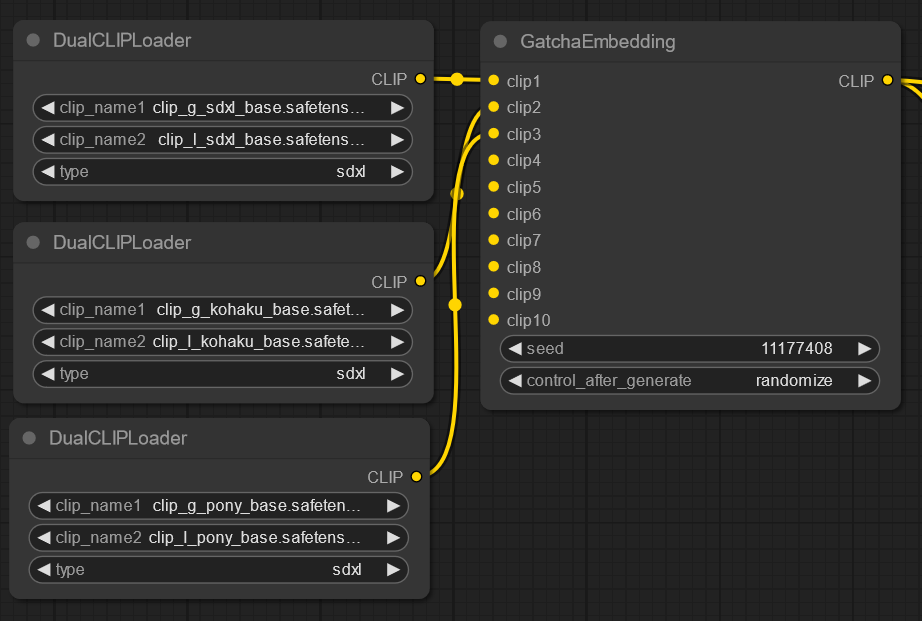 DualCLIPLoader
CLIP
clip_name1 clip_g_sdxl_base.safetens...
clip_name2 clip_l_sdxl_base.safetens...
type sdxl
DualCLIPLoader
CLIP
clip_name1 clip_g_kohaku_base.safet...
clip_name2 clip_l_kohaku_base.safete...
type sdxl
DualCLIPLoader
CLIP
clip_name1 clip_g_pony_base.safeten...
clip_name2 clip_l_pony_base.safetens...
type sdxl
GatchaEmbedding
clip1 CLIP
clip2
clip3
clip4
clip5
clip6
clip7
clip8
clip9
clip10
seed 11177408
control_after_generate randomize